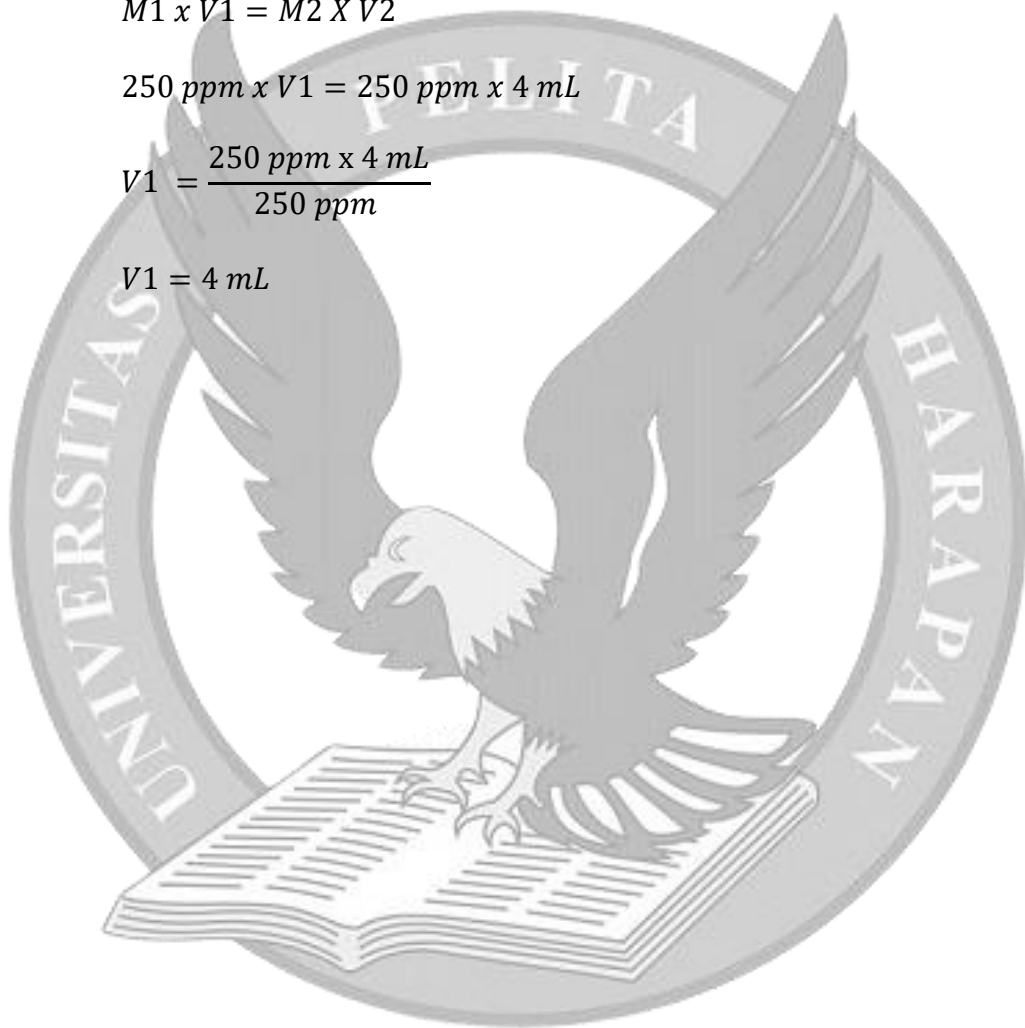 M1 x V1 = M2 X V2
250 ppm x V1 = 250 ppm x 4 mL
V1 = \frac{250 ppm x 4 mL}{250 ppm}
V1 = 4 mL
UNIVERSITAS PELITA HARAPAN